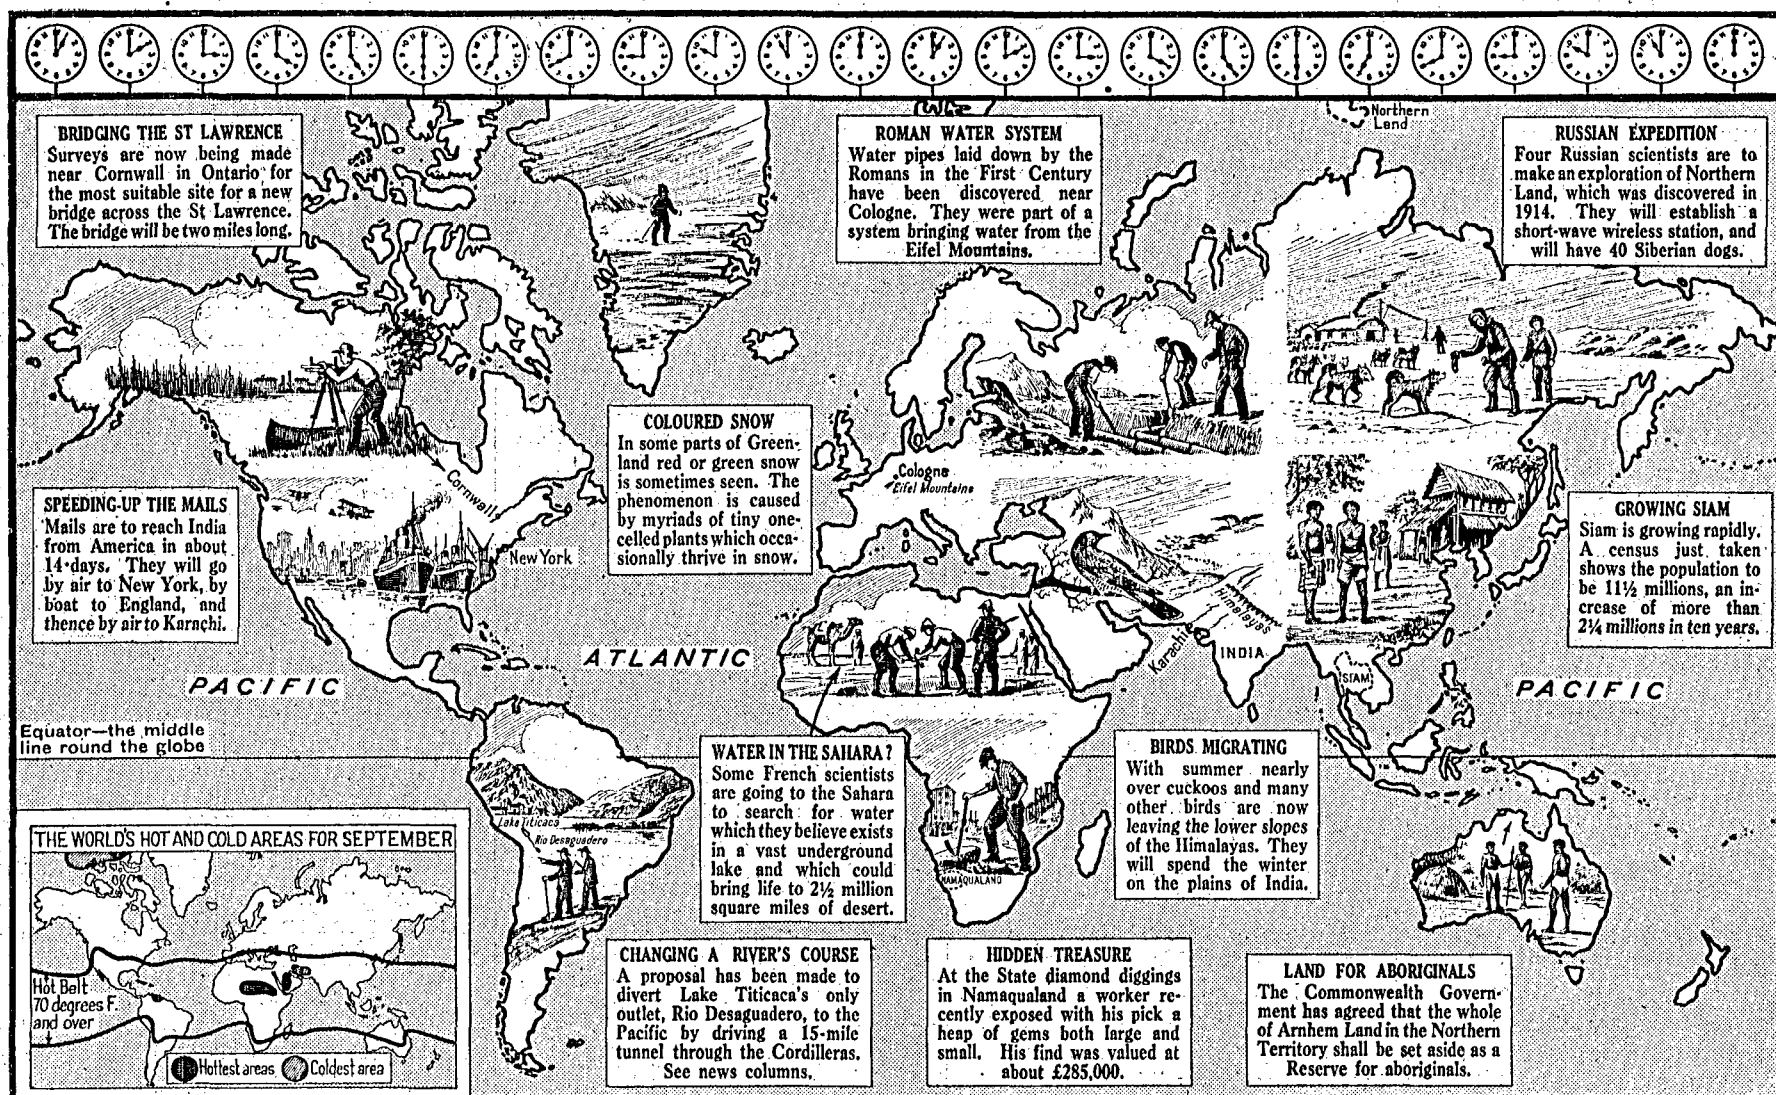 BRIDGING THE ST LAWRENCE
Surveys are now being made
near Cornwall in Ontario for
the most suitable site for a new
bridge across the St Lawrence.
The bridge will be two miles long.
ROMAN WATER SYSTEM
Water pipes laid down by the
Romans in the First Century
have been discovered near
Cologne. They were part of a
system bringing water from the
Eifel Mountains.
Northern
Land
RUSSIAN EXPEDITION
Four Russian scientists are to
make an exploration of Northern
Land, which was discovered in
1914. They will establish a
short-wave wireless station, and
will have 40 Siberian dogs.
COLOURED SNOW
In some parts of Green-
land red or green snow
is sometimes seen. The
phenomenon is caused
by myriads of tiny one-
celled plants which occa-
sionally thrive in snow.
Cologne
Eifel Mountains
Cornwall
New York
SPEEDING-UP THE MAILS
Mails are to reach India
from America in about
14 days. They will go
by air to New York, by
boat to England, and
thence by air to Karachi.
GROWING SIAM
Siam is growing rapidly.
A census just taken
shows the population to
be 11½ millions, an in-
crease of more than
2¼ millions in ten years.
Himalayas
Karachi
INDIA
SIAM
ATLANTIC
PACIFIC
PACIFIC
Equator—the middle
line round the globe
WATER IN THE SAHARA?
Some French scientists
are going to the Sahara
to search for water
which they believe exists
in a vast underground
lake and which could
bring life to 2½ million
square miles of desert.
BIRDS MIGRATING
With summer nearly
over cuckoos and many
other birds are now
leaving the lower slopes
of the Himalayas. They
will spend the winter
on the plains of India.
Lake Titicaca
Rio Desaguadero
NAMAQUALAND
THE WORLD'S HOT AND COLD AREAS FOR SEPTEMBER
Hot Belt
70 degrees F.
and over
Hottest areas
Coldest area
CHANGING A RIVER'S COURSE
A proposal has been made to
divert Lake Titicaca's only
outlet, Rio Desaguadero, to the
Pacific by driving a 15-mile
tunnel through the Cordilleras.
See news columns.
HIDDEN TREASURE
At the State diamond diggings
in Namaqualand a worker re-
cently exposed with his pick a
heap of gems both large and
small. His find was valued at
about £285,000.
LAND FOR ABORIGINALS
The Commonwealth Govern-
ment has agreed that the whole
of Arnhem Land in the Northern
Territory shall be set aside as a
Reserve for aboriginals.